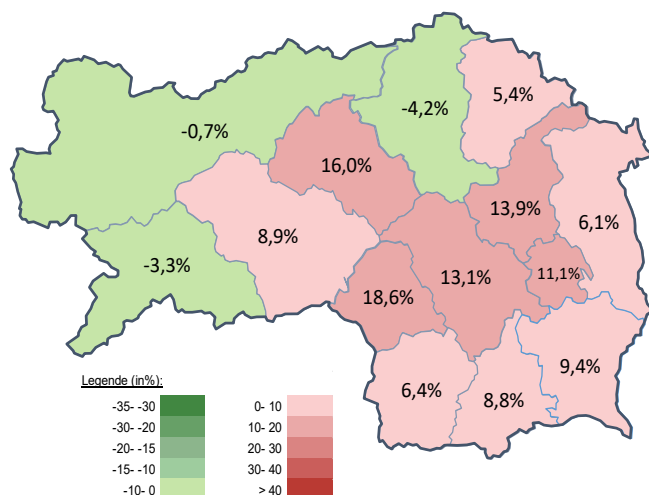 5,4%
-4,2%
-0,7%
16,0%
13,9%
6,1%
8,9%
-3,3%
13,1%
11,1%
18,6%
9,4%
6,4%
8,8%
Legende (in%):
-35- -30 0- 10
-30- -20 10- 20
-20- -15 20- 30
-15- -10 30- 40
-10- 0 > 40